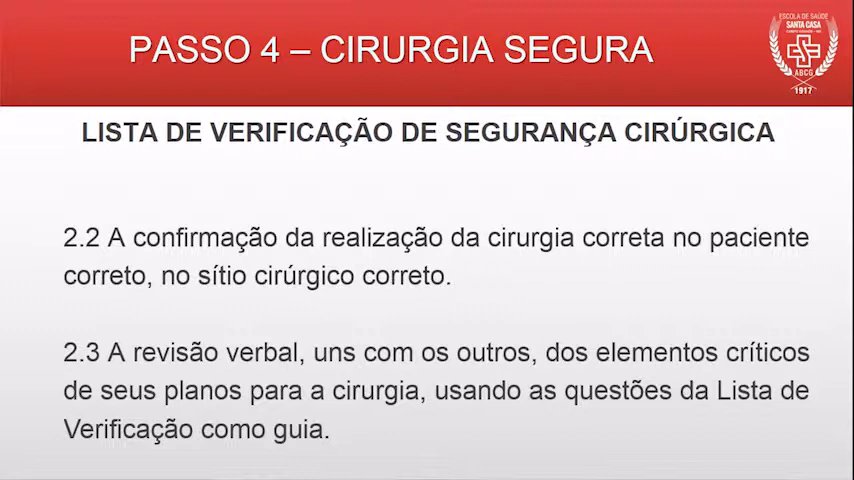 PASSO 4 – CIRURGIA SEGURA
ESCOLA DE SAÚDE
SANTA CASA
ABCG
1917
LISTA DE VERIFICAÇÃO DE SEGURANÇA CIRÚRGICA
2.2 A confirmação da realização da cirurgia correta no paciente
correto, no sítio cirúrgico correto.
2.3 A revisão verbal, uns com os outros, dos elementos críticos
de seus planos para a cirurgia, usando as questões da Lista de
Verificação como guia.